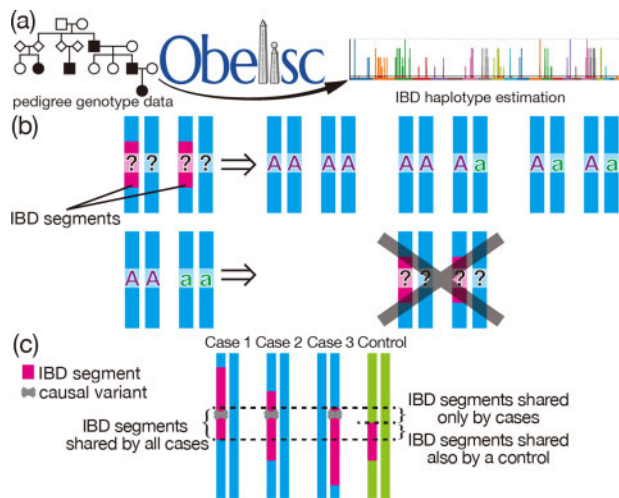 (a)
Obelisc
pedigree genotype data
IBD haplotype estimation
(b)
? ? ? ? ⇒ A A A A A A A a A a A a
IBD segments
A A a a ⇒ ? ? ? ?
(c)
Case 1 Case 2 Case 3 Control
IBD segment
causal variant
IBD segments
shared by all cases
IBD segments shared
only by cases
IBD segments shared
also by a control